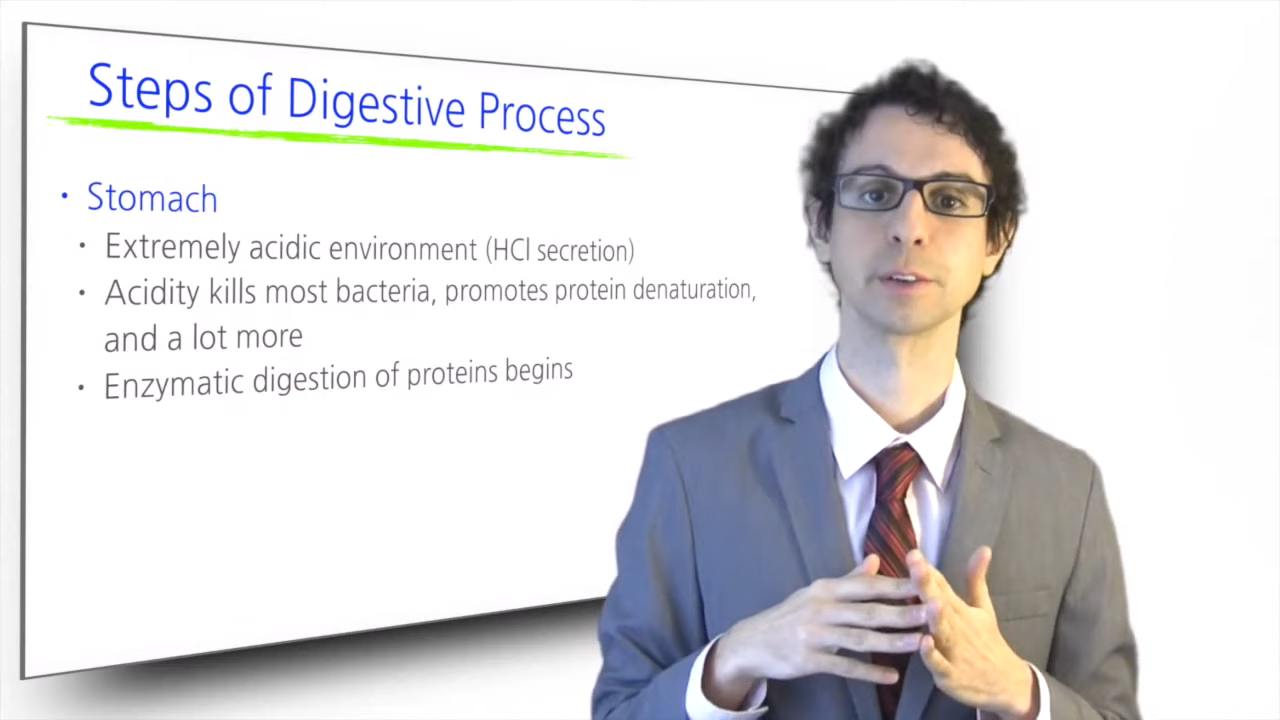 Steps of Digestive Process
• Stomach
• Extremely acidic environment (HCl secretion)
• Acidity kills most bacteria, promotes protein denaturation,
and a lot more
• Enzymatic digestion of proteins begins